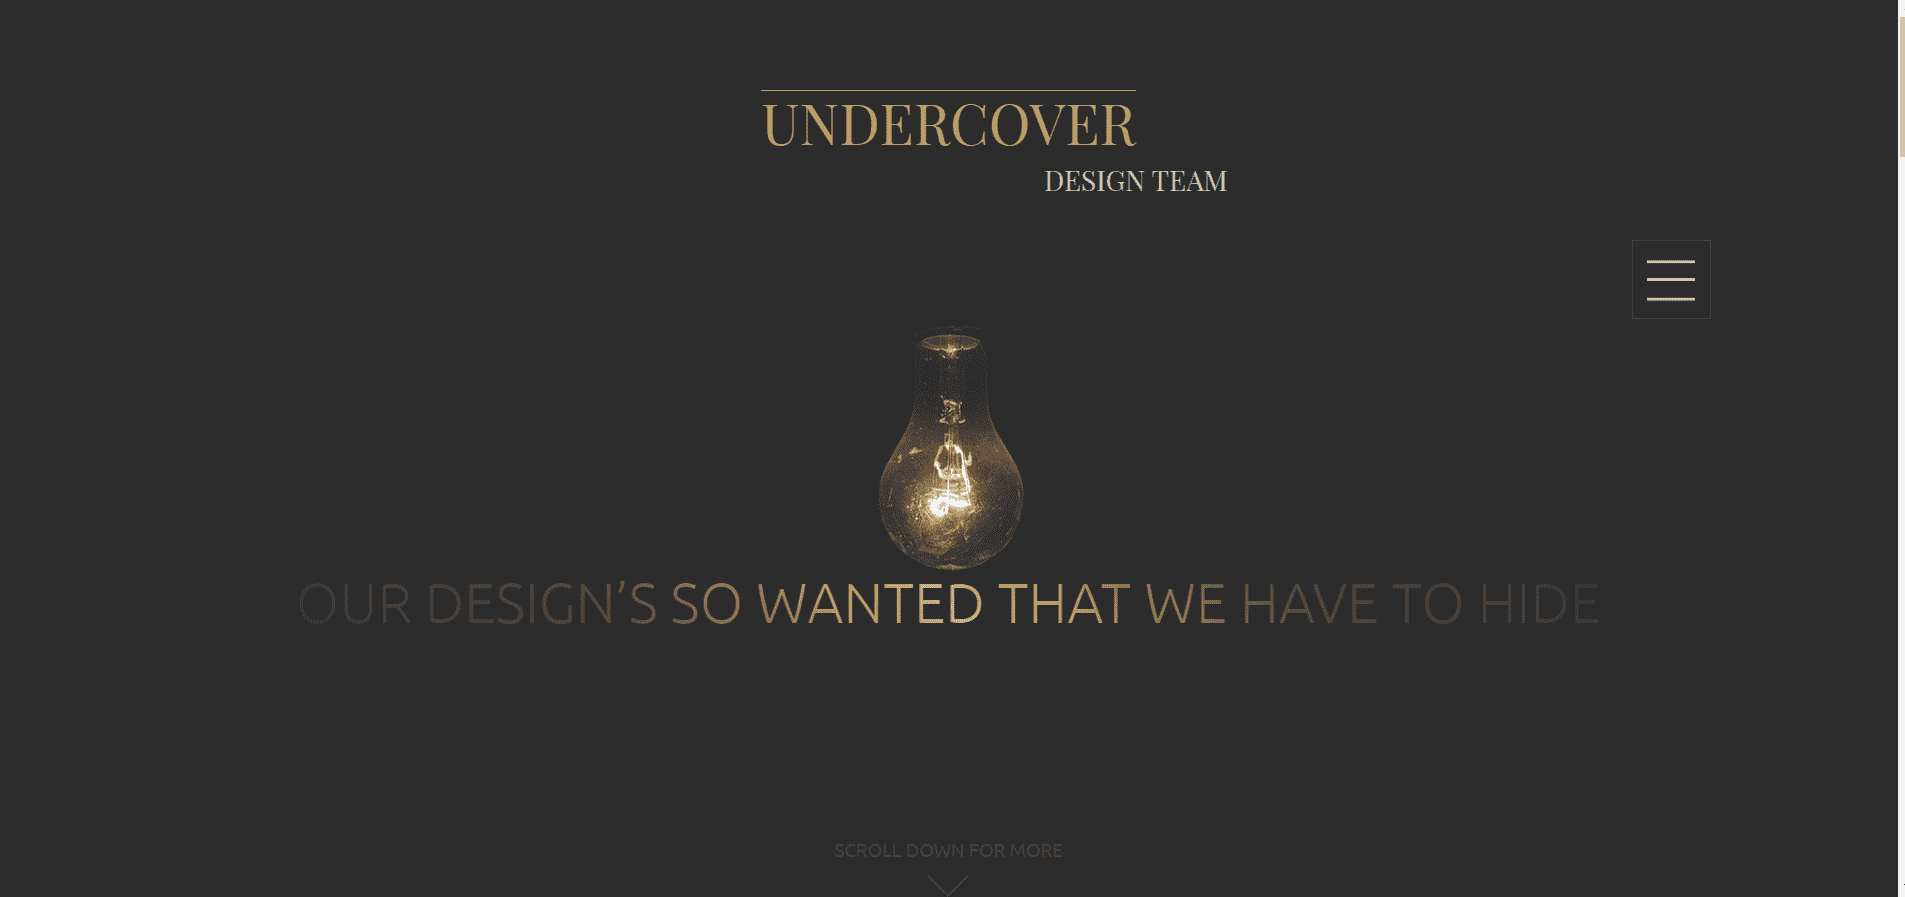 UNDERCOVER
DESIGN TEAM
OUR DESIGN’S SO WANTED THAT WE HAVE TO HIDE
SCROLL DOWN FOR MORE